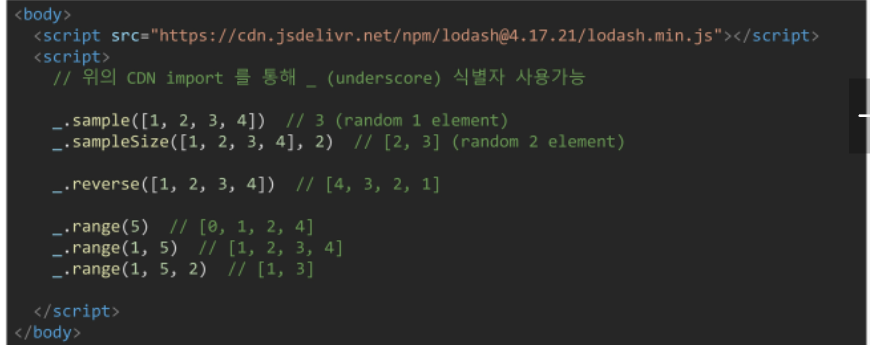 <body>
<script src="https://cdn.jsdelivr.net/npm/lodash@4.17.21/lodash.min.js"></script>
<script>
// 위의 CDN import 를 통해 _ (underscore) 식별자 사용가능
_.sample([1, 2, 3, 4]) // 3 (random 1 element)
_.sampleSize([1, 2, 3, 4], 2) // [2, 3] (random 2 element)
_.reverse([1, 2, 3, 4]) // [4, 3, 2, 1]
_.range(5) // [0, 1, 2, 4]
_.range(1, 5) // [1, 2, 3, 4]
_.range(1, 5, 2) // [1, 3]
</script>
</body>